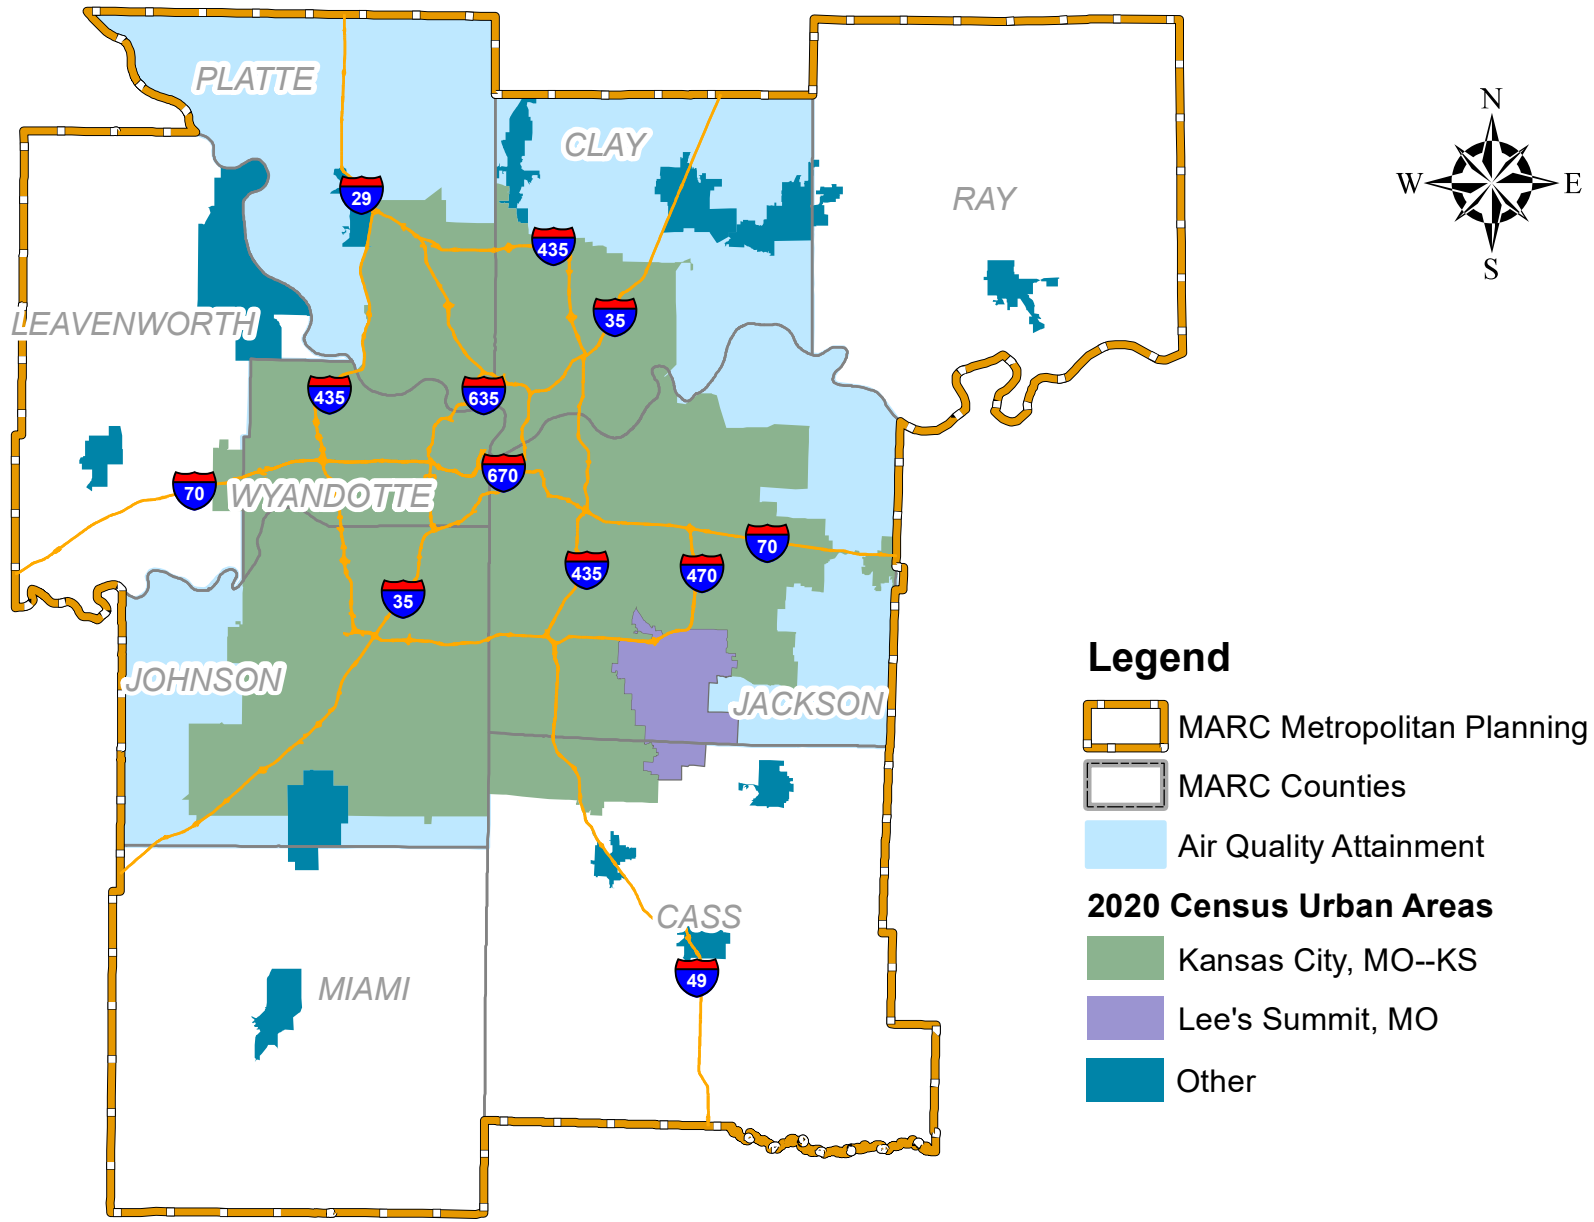 PLATTE
CLAY
RAY
N
W
E
S
29
435
35
LEAVENWORTH
435
635
670
70
WYANDOTTE
70
435
470
35
JOHNSON
JACKSON
CASS
49
MIAMI
Legend
MARC Metropolitan Planning
MARC Counties
Air Quality Attainment
2020 Census Urban Areas
Kansas City, MO--KS
Lee's Summit, MO
Other